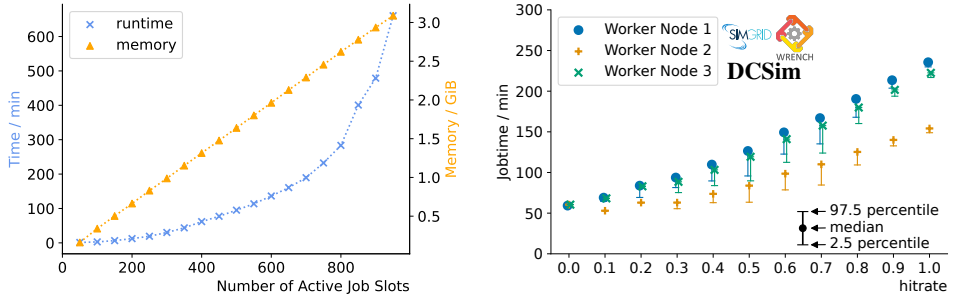 runtime
memory
Time / min
600
500
400
300
200
100
0
3.0
2.5
2.0
1.5
1.0
0.5
Memory / GiB
0
200
400
600
800
Number of Active Job Slots
Worker Node 1
Worker Node 2
Worker Node 3
SIMGRID
WRENCH
DCSim
Jobtime / min
300
250
200
150
100
50
0
97.5 percentile
median
2.5 percentile
0.0 0.1 0.2 0.3 0.4 0.5 0.6 0.7 0.8 0.9 1.0
hitrate